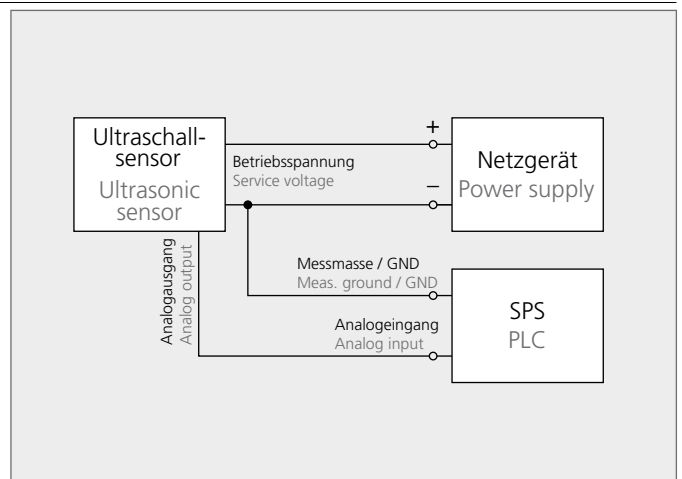 Ultraschall-
sensor
Ultrasonic
sensor
Betriebsspannung
Service voltage
+
–
Netzgerät
Power supply
Analogausgang
Analog output
Messmasse / GND
Meas. ground / GND
Analogeingang
Analog input
SPS
PLC